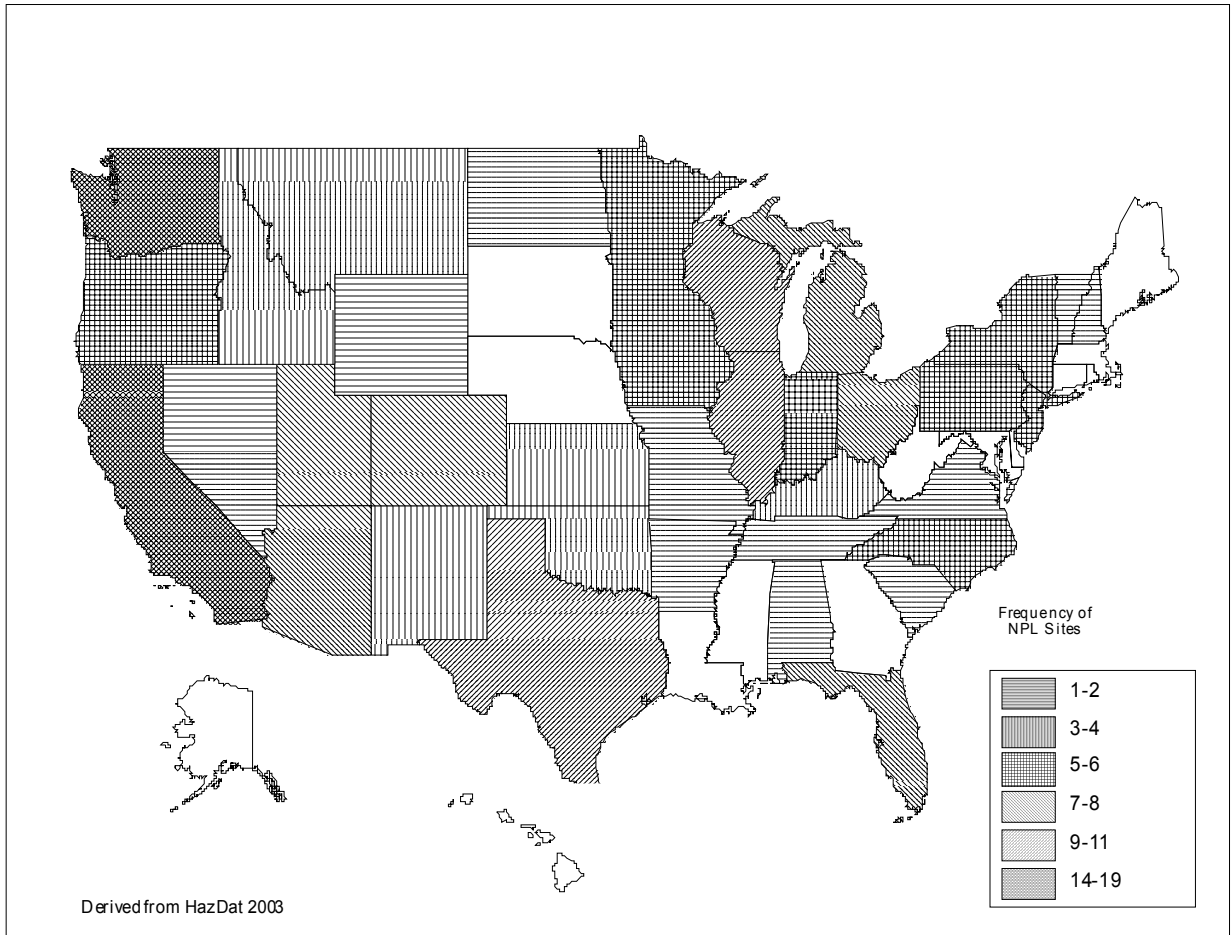 Frequency of
NPL Sites
1-2
3-4
5-6
7-8
9-11
14-19
Derived from HazDat 2003